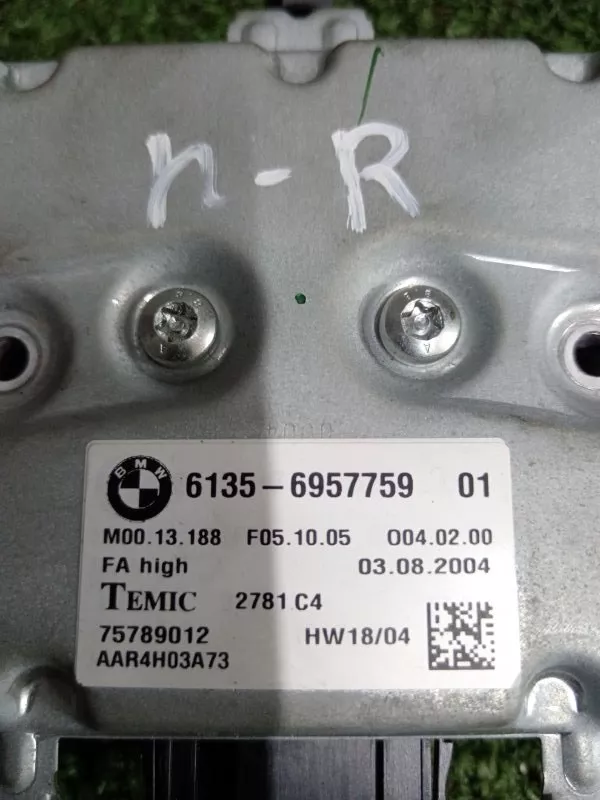 n-R
BMW
6135-6957759 01
M00.13.188 F05.10.05 O04.02.00
FA high 03.08.2004
TEMIC 2781.C4
75789012 HW18/04
AAR4H03A73